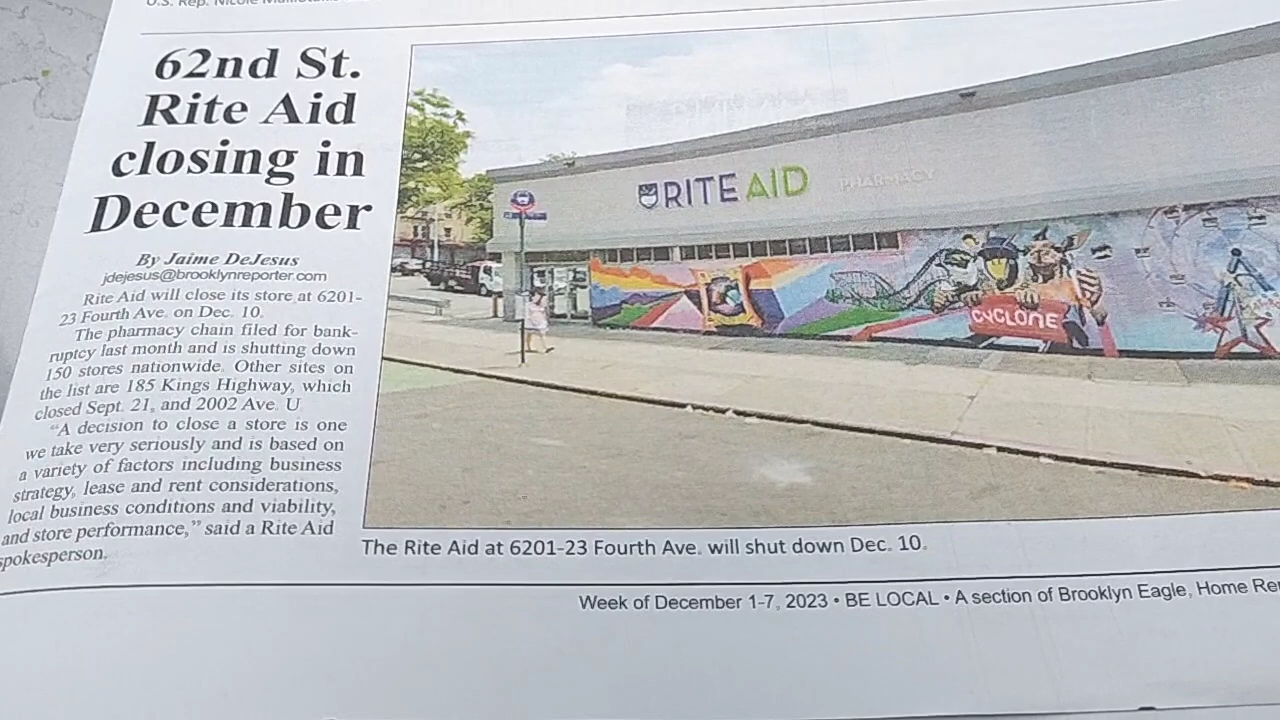 U.S. Rep. Nicole
62nd St.
Rite Aid
closing in
December
By Jaime DeJesus
jdejesus@brooklynreporter.com
Rite Aid will close its store at 6201-
23 Fourth Ave. on Dec. 10.
The pharmacy chain filed for bank-
ruptcy last month and is shutting down
150 stores nationwide. Other sites on
the list are 185 Kings Highway, which
closed Sept. 21, and 2002 Ave. U
“A decision to close a store is one
we take very seriously and is based on
a variety of factors including business
strategy, lease and rent considerations,
local business conditions and viability,
and store performance,” said a Rite Aid
spokesperson.
RITE AID PHARMACY
CYCLONE
The Rite Aid at 6201-23 Fourth Ave. will shut down Dec. 10.
Week of December 1-7, 2023 • BE LOCAL • A section of Brooklyn Eagle, Home Re